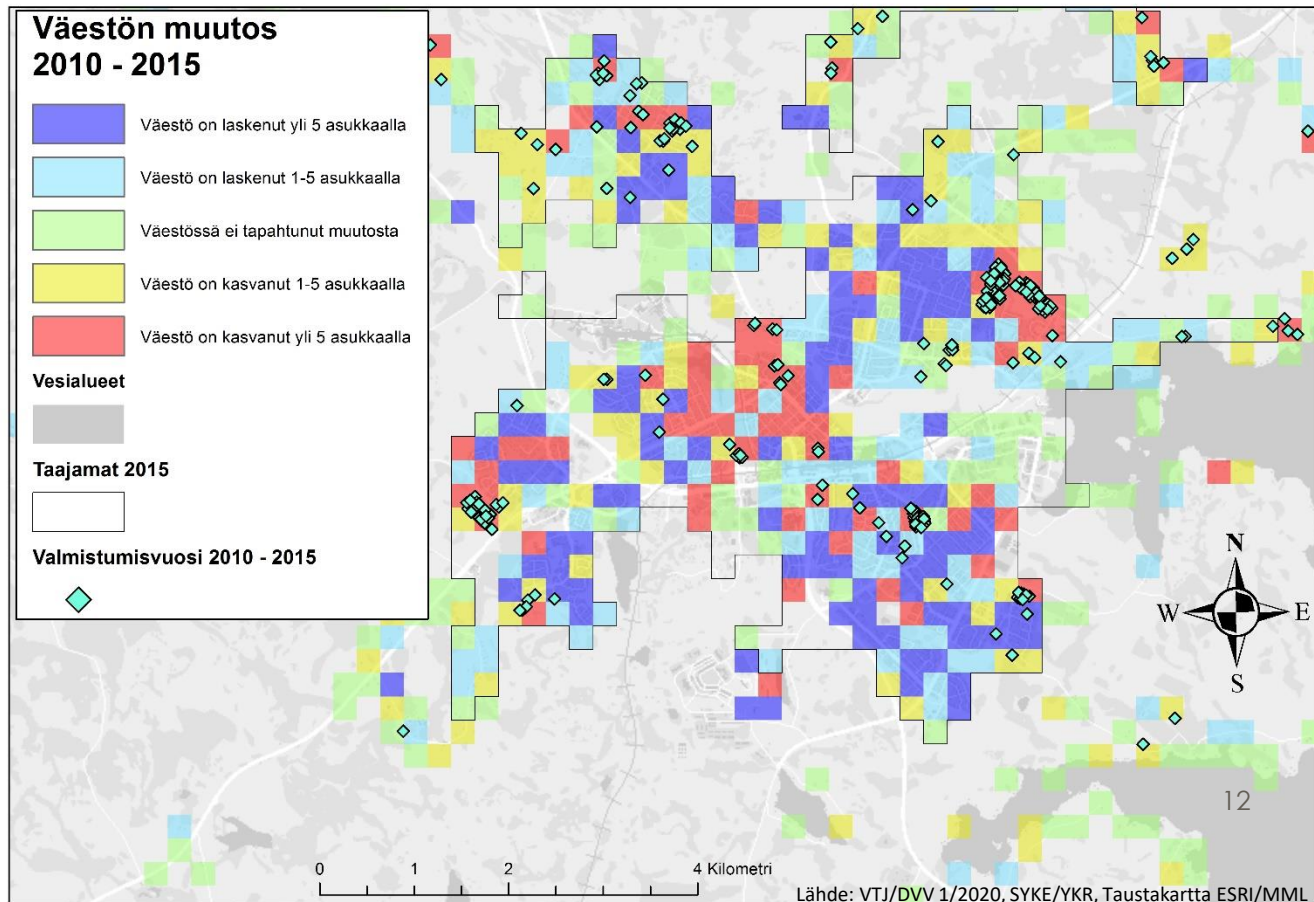 Väestön muutos
2010 - 2015
Väestö on laskenut yli 5 asukkaalla
Väestö on laskenut 1-5 asukkaalla
Väestössä ei tapahtunut muutosta
Väestö on kasvanut 1-5 asukkaalla
Väestö on kasvanut yli 5 asukkaalla
Vesialueet
Taajamat 2015
Valmistumisvuosi 2010 - 2015
N
W E
S
12
0 1 2 4 Kilometri
Lähde: VTJ/DVV 1/2020, SYKE/YKR, Taustakartta ESRI/MML